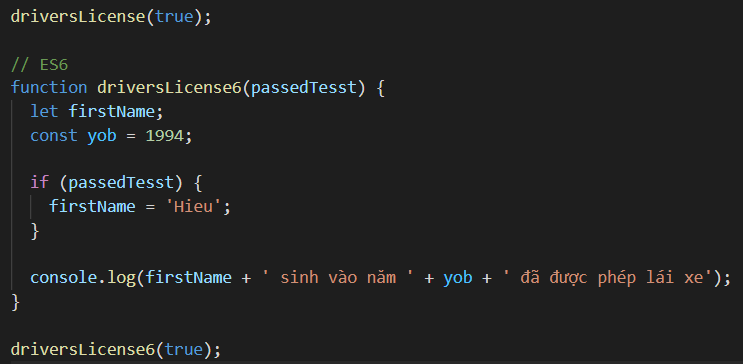 driversLicense(true);
// ES6
function driversLicense6(passedTesst) {
let firstName;
const yob = 1994;
if (passedTesst) {
firstName = 'Hieu';
}
console.log(firstName + ' sinh vào năm ' + yob + ' đã được phép lái xe');
}
driversLicense6(true);